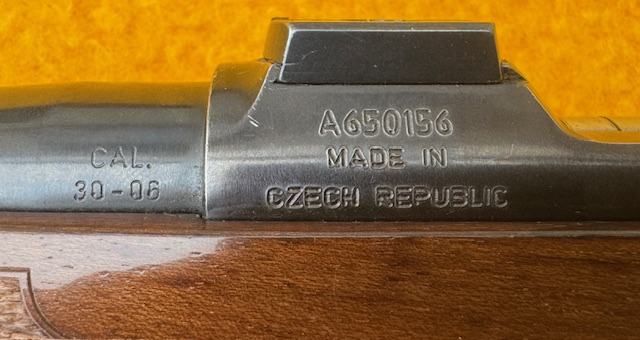 A650156
MADE IN
CZECH REPUBLIC
CAL.
30-06